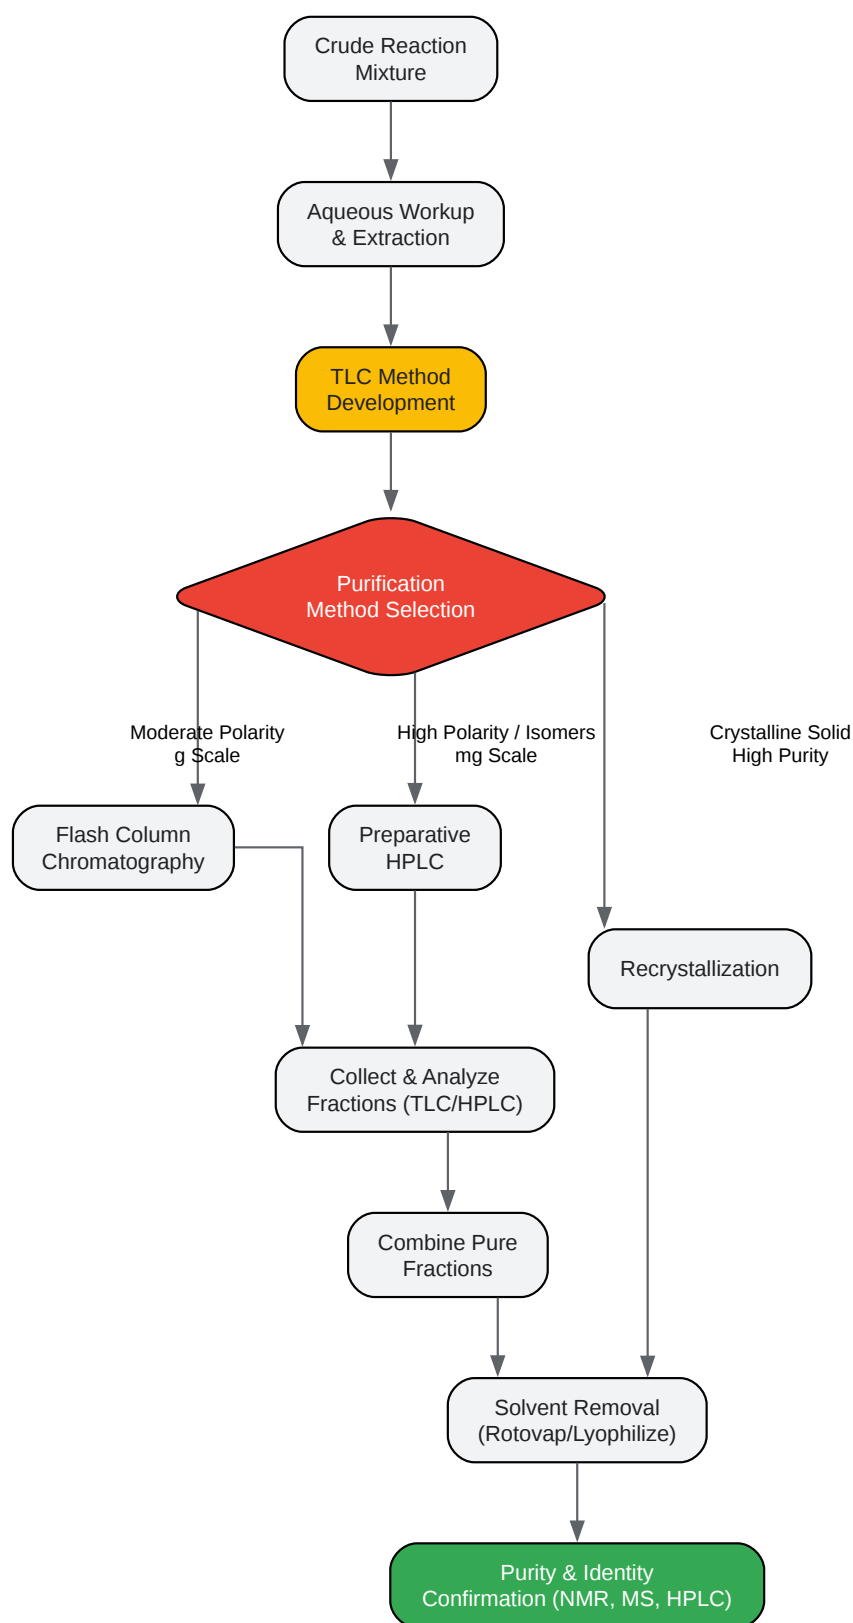 Crude Reaction
Mixture
Aqueous Workup
& Extraction
TLC Method
Development
Purification
Method Selection
Moderate Polarity
g Scale
High Polarity / Isomers
mg Scale
Crystalline Solid
High Purity
Flash Column
Chromatography
Preparative
HPLC
Recrystallization
Collect & Analyze
Fractions (TLC/HPLC)
Combine Pure
Fractions
Solvent Removal
(Rotovap/Lyophilize)
Purity & Identity
Confirmation (NMR, MS, HPLC)